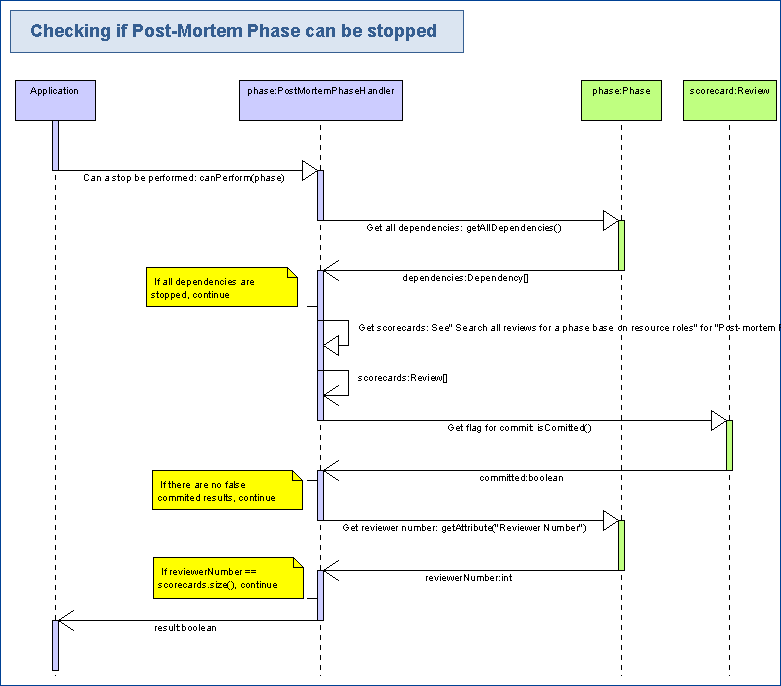 Checking if Post-Mortem Phase can be stopped
Application
phase:PostMortemPhaseHandler
phase:Phase
scorecard:Review
Can a stop be performed: canPerform(phase)
Get all dependencies: getAllDependencies()
dependencies:Dependency[]
If all dependencies are
stopped, continue
Get scorecards: See" Search all reviews for a phase base on resource roles" for "Post-mortem
scorecards:Review[]
Get flag for commit: isComitted()
committed:boolean
If there are no false
commited results, continue
Get reviewer number: getAttribute("Reviewer Number")
If reviewerNumber ==
scorecards.size(), continue
reviewerNumber:int
result:boolean